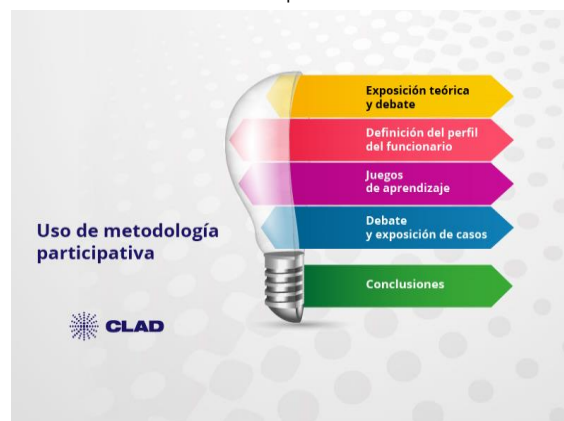 Uso de metodología
participativa
CLAD
Exposición teórica
y debate
Definición del perfil
del funcionario
Juegos
de aprendizaje
Debate
y exposición de casos
Conclusiones